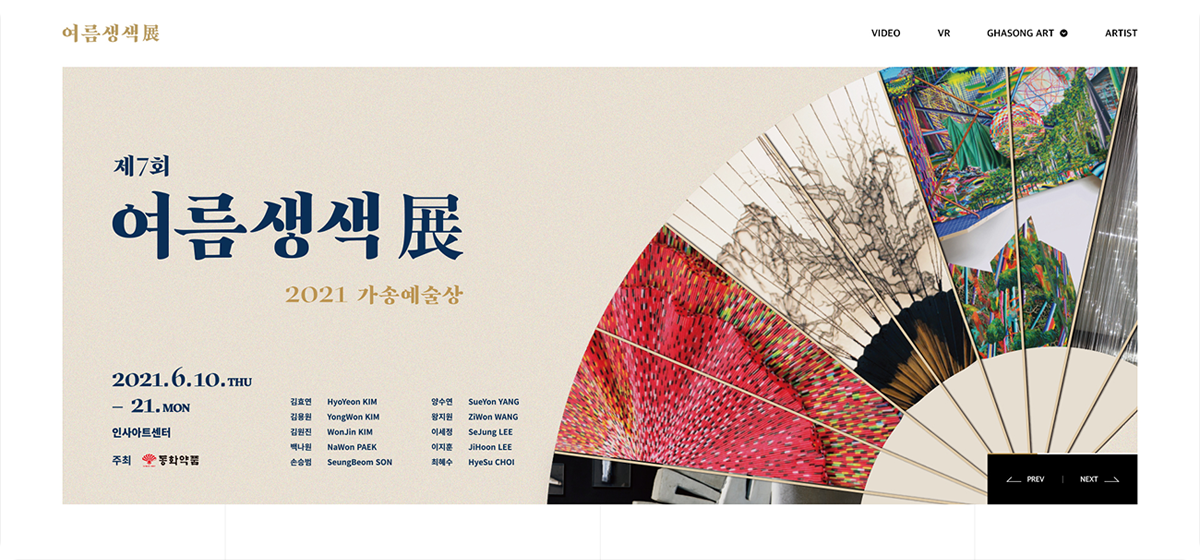 여름생색展
VIDEO VR GHASONG ART ARTIST
제7회
여름생색展
2021 가송예술상
2021.6.10.THU
– 21.MON
인사아트센터
주최 동화약품
김효연 HyoYeon KIM
김용원 YongWon KIM
김원진 WonJin KIM
백나원 NaWon PAEK
손승범 SeungBeom SON
양수연 SueYon YANG
왕지원 ZiWon WANG
이세정 SeJung LEE
이지훈 JiHoon LEE
최혜수 HyeSu CHOI
PREV | NEXT